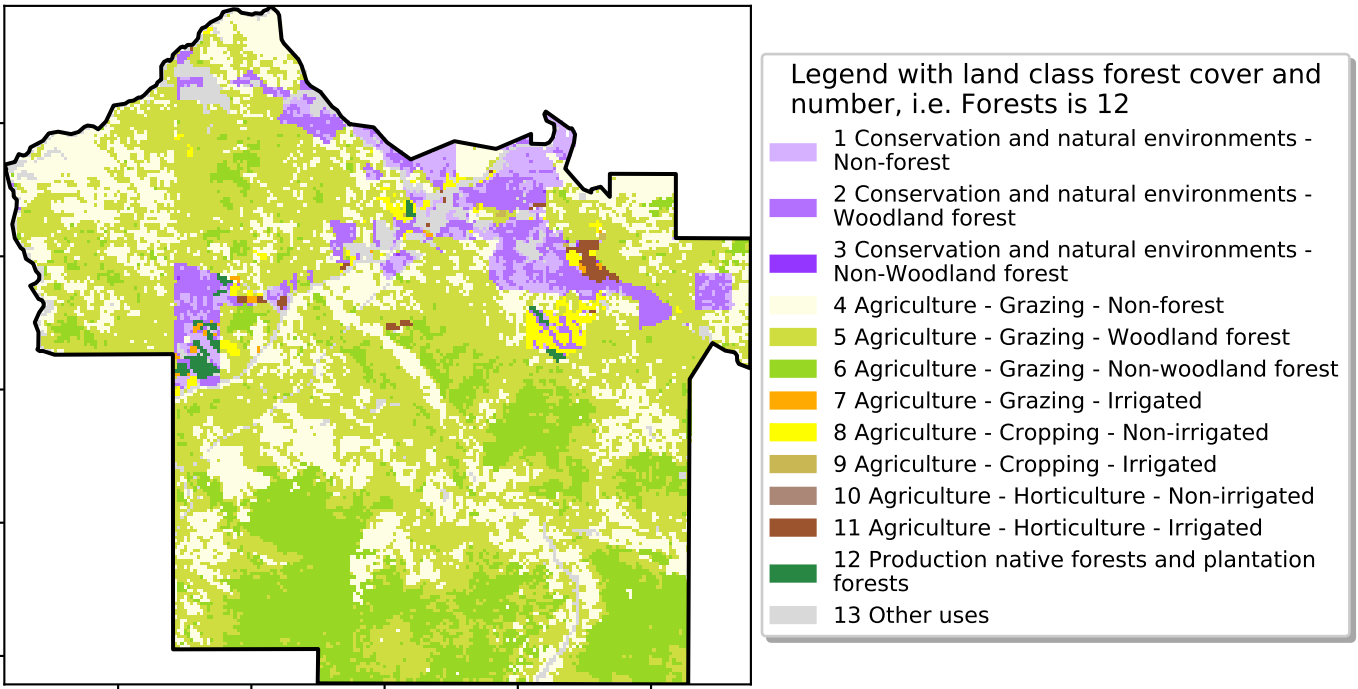 Legend with land class forest cover and
number, i.e. Forests is 12
1 Conservation and natural environments -
Non-forest
2 Conservation and natural environments -
Woodland forest
3 Conservation and natural environments -
Non-Woodland forest
4 Agriculture - Grazing - Non-forest
5 Agriculture - Grazing - Woodland forest
6 Agriculture - Grazing - Non-woodland forest
7 Agriculture - Grazing - Irrigated
8 Agriculture - Cropping - Non-irrigated
9 Agriculture - Cropping - Irrigated
10 Agriculture - Horticulture - Non-irrigated
11 Agriculture - Horticulture - Irrigated
12 Production native forests and plantation
forests
13 Other uses